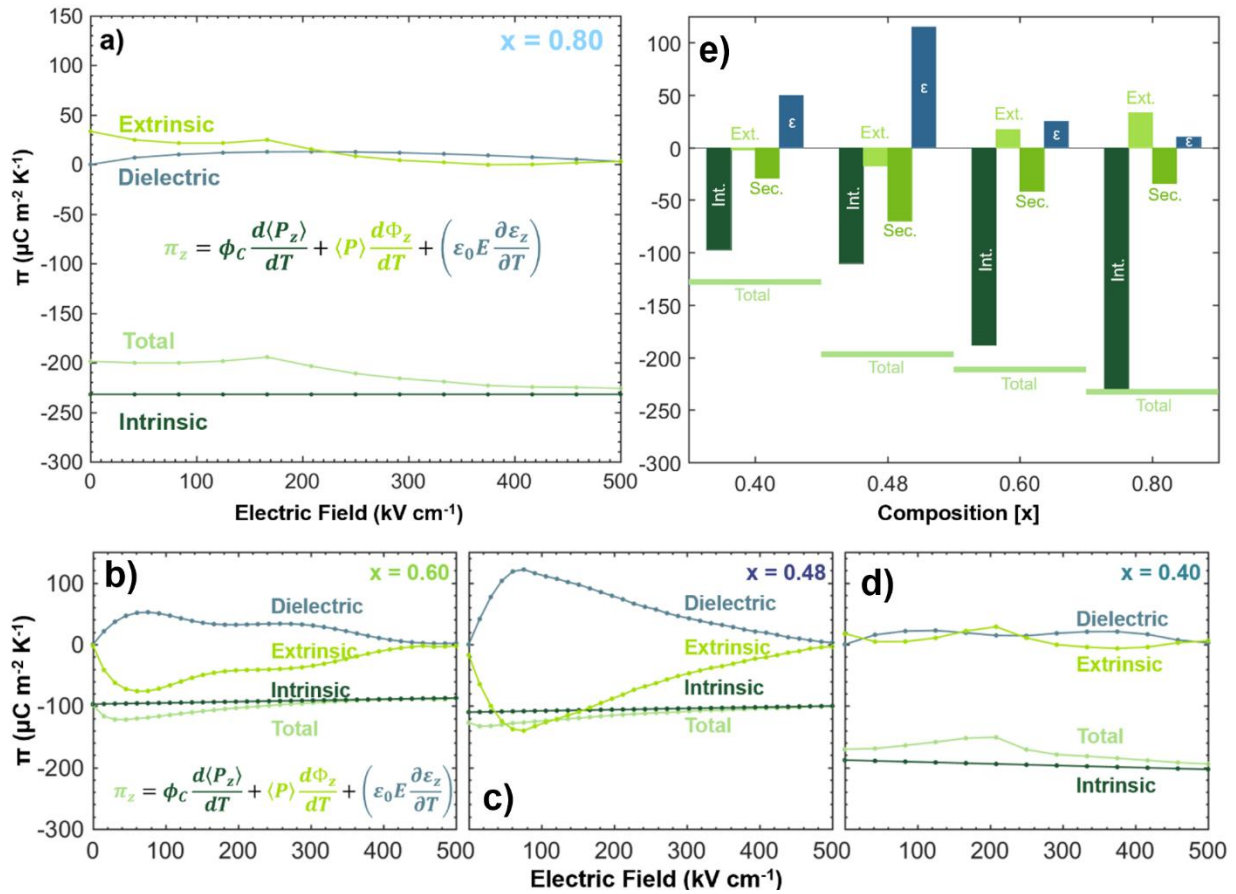 a)
x = 0.80
150
100
50
0
-50
-100
-150
-200
-250
-300
π (μC m⁻² K⁻¹)
Extrinsic
Dielectric
π_z = ϕ_C d⟨P_z⟩/dT + ⟨P⟩ dΦ_z/dT + (ε₀E ∂ε_z/∂T)
Total
Intrinsic
0 100 200 300 400 500
Electric Field (kV cm⁻¹)
e)
100
50
0
-50
-100
-150
-200
-250
-300
Int. Ext. Sec. ε
Total
Int. Ext. Sec. ε
Total
Int. Ext. Sec. ε
Total
Int. Ext. Sec. ε
Total
0.40 0.48 0.60 0.80
Composition [x]
b)
x = 0.60
100
0
-100
-200
-300
π (μC m⁻² K⁻¹)
Dielectric
Extrinsic
Intrinsic
Total
π_z = ϕ_C d⟨P_z⟩/dT + ⟨P⟩ dΦ_z/dT + (ε₀E ∂ε_z/∂T)
0 100 200 300 400 500
x = 0.48
Dielectric
Extrinsic
Intrinsic
Total
c)
100 200 300 400 500
d)
x = 0.40
Dielectric
Extrinsic
Total
Intrinsic
100 200 300 400 500
Electric Field (kV cm⁻¹)